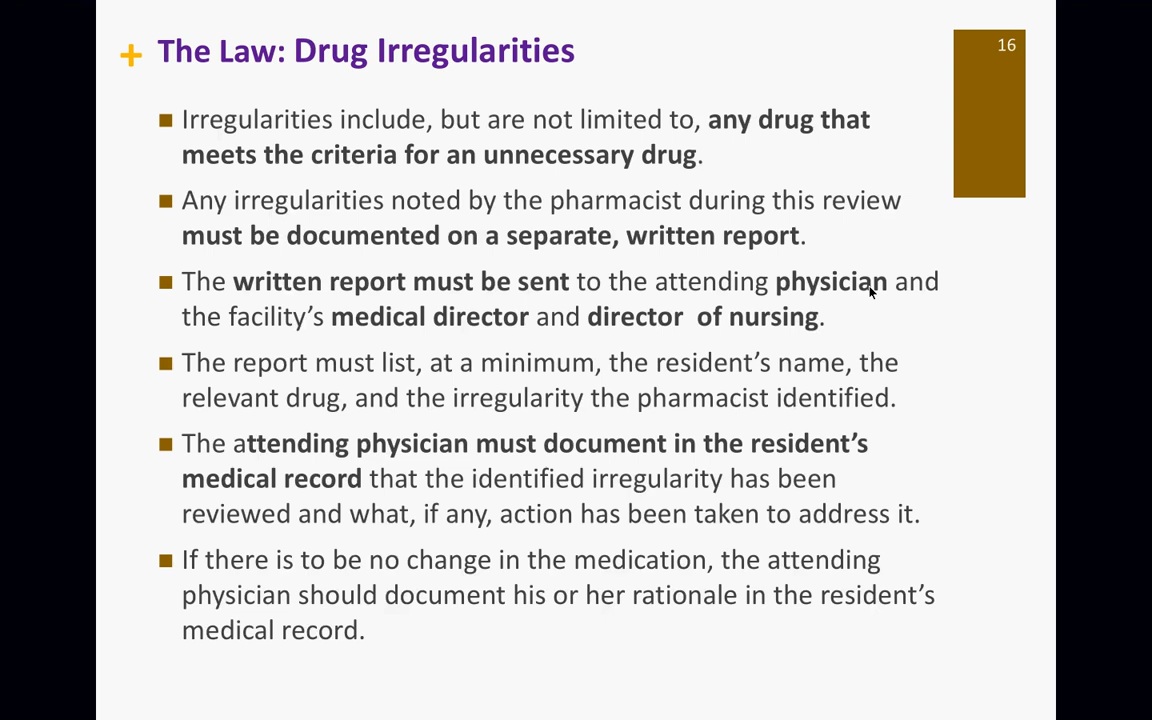 + The Law: Drug Irregularities
16
■ Irregularities include, but are not limited to, any drug that
meets the criteria for an unnecessary drug.
■ Any irregularities noted by the pharmacist during this review
must be documented on a separate, written report.
■ The written report must be sent to the attending physician and
the facility’s medical director and director  of nursing.
■ The report must list, at a minimum, the resident’s name, the
relevant drug, and the irregularity the pharmacist identified.
■ The attending physician must document in the resident’s
medical record that the identified irregularity has been
reviewed and what, if any, action has been taken to address it.
■ If there is to be no change in the medication, the attending
physician should document his or her rationale in the resident’s
medical record.